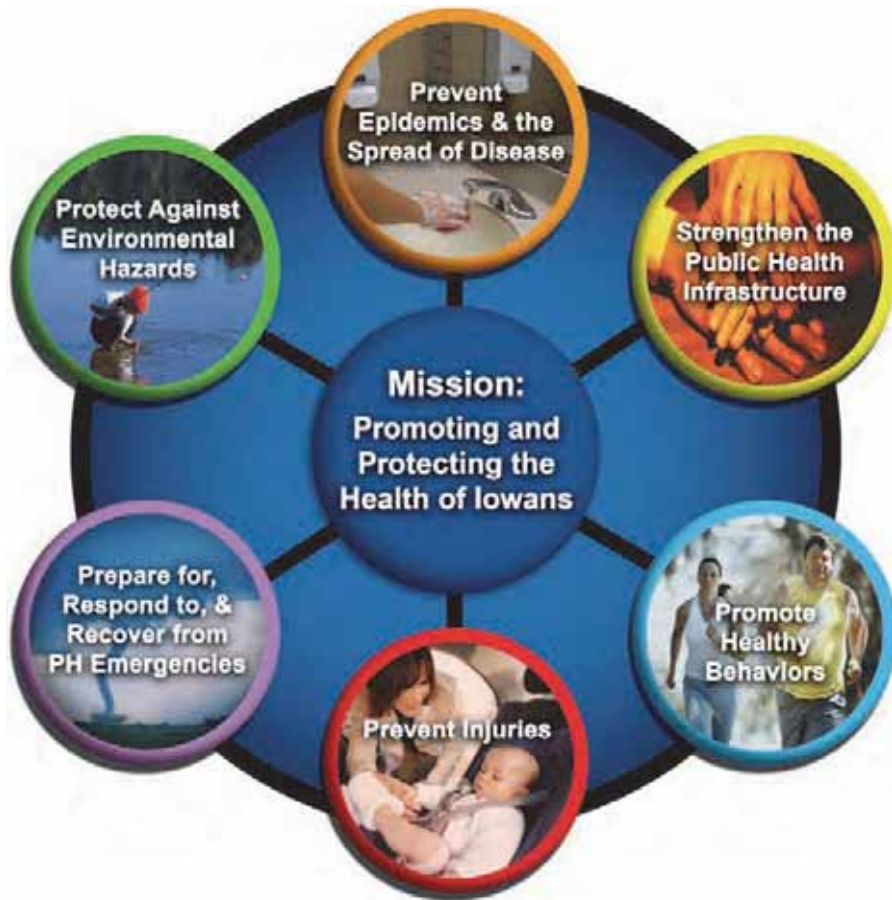 Prevent
Epidemics & the
Spread of Disease
Protect Against
Environmental
Hazards
Strengthen the
Public Health
Infrastructure
Mission:
Promoting and
Protecting the
Health of Iowans
Prepare for,
Respond to, &
Recover from
PH Emergencies
Promote
Healthy
Behaviors
Prevent Injuries